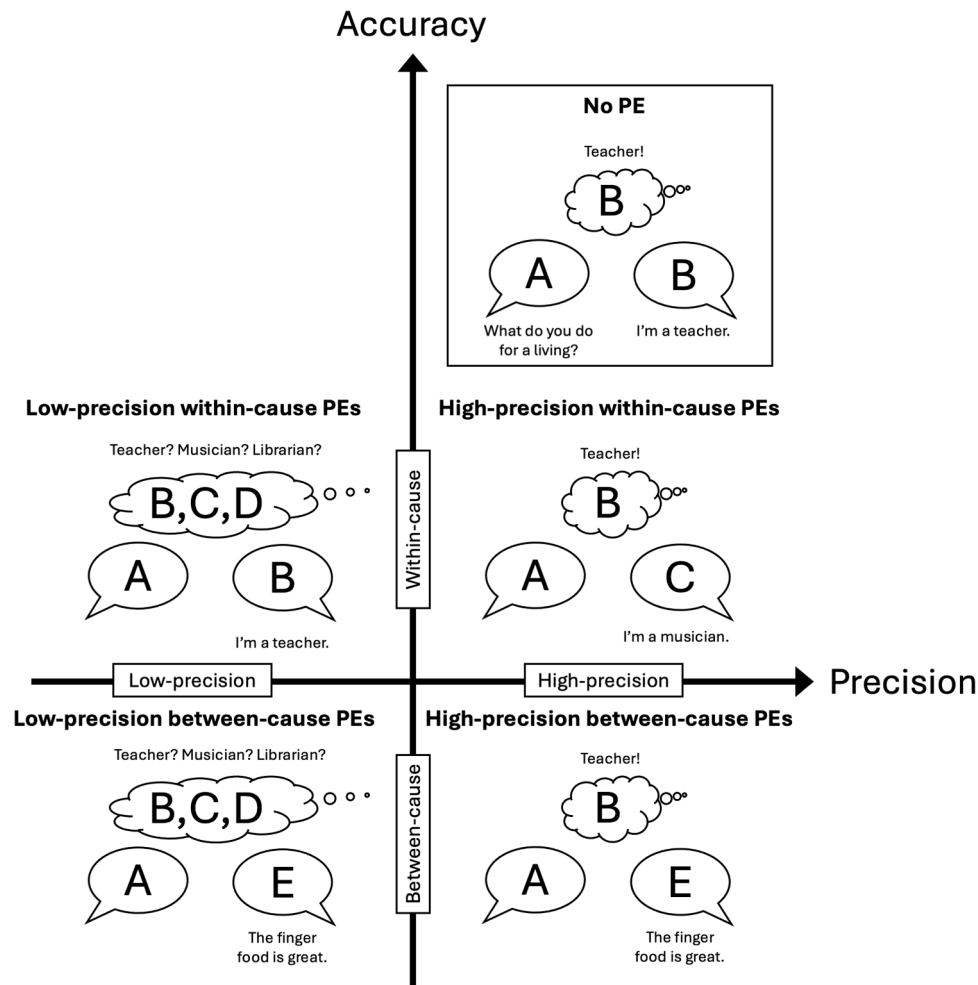 Accuracy
No PE
Teacher!
B
A
B
What do you do
for a living?
I'm a teacher.
Low-precision within-cause PEs
Teacher? Musician? Librarian?
B,C,D
A
B
I'm a teacher.
Within-cause
High-precision within-cause PEs
Teacher!
B
A
C
I'm a musician.
Low-precision
High-precision
Precision
Low-precision between-cause PEs
Teacher? Musician? Librarian?
B,C,D
A
E
The finger
food is great.
Between-cause
High-precision between-cause PEs
Teacher!
B
A
E
The finger
food is great.